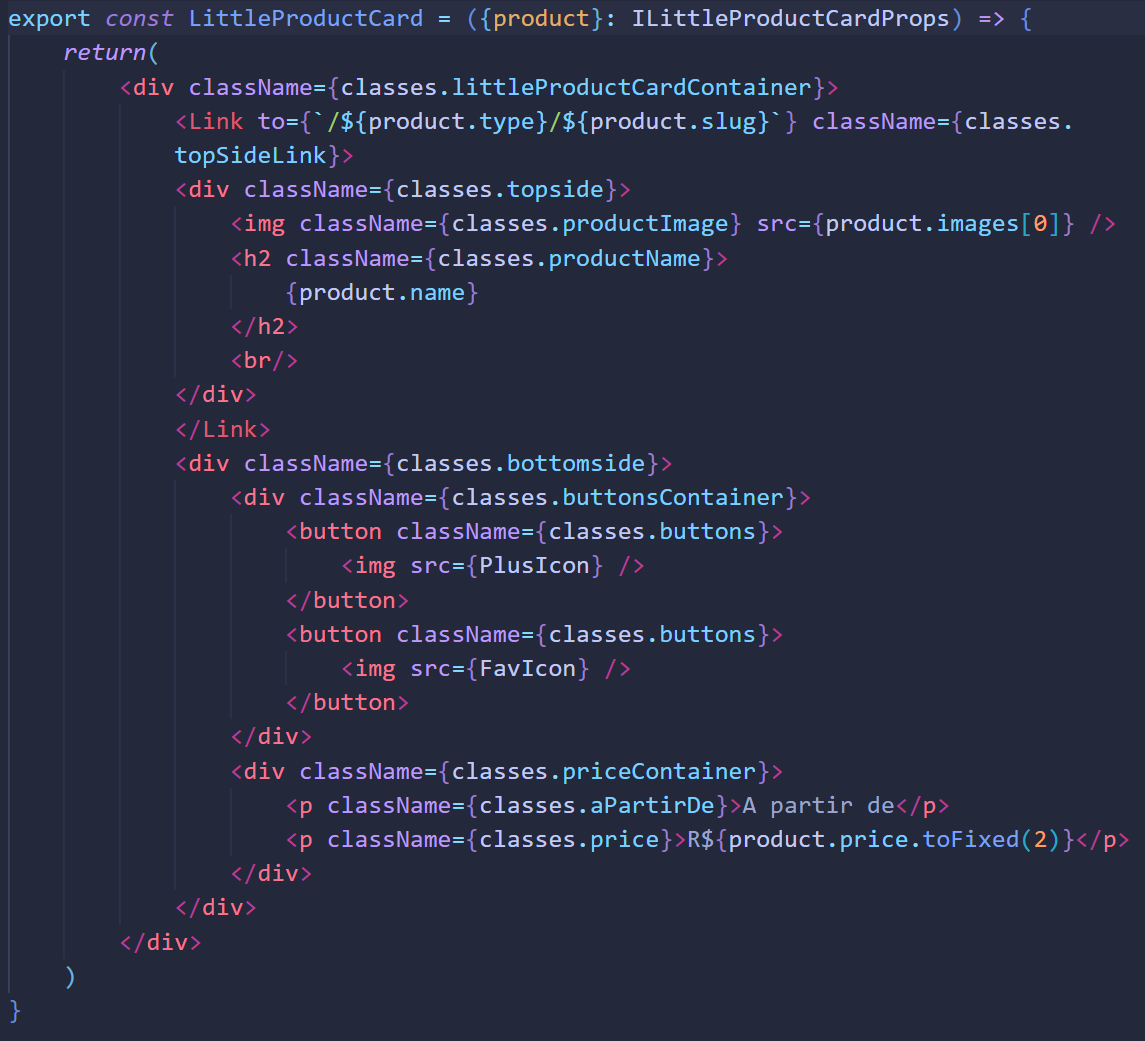 export const LittleProductCard = ({product}: ILittleProductCardProps) => {
    return(
        <div className={classes.littleProductCardContainer}>
            <Link to={`/${product.type}/${product.slug}`} className={classes.
            topSideLink}>
            <div className={classes.topside}>
                <img className={classes.productImage} src={product.images[0]} />
                <h2 className={classes.productName}>
                    {product.name}
                </h2>
                <br/>
            </div>
            </Link>
            <div className={classes.bottomside}>
                <div className={classes.buttonsContainer}>
                    <button className={classes.buttons}>
                        <img src={PlusIcon} />
                    </button>
                    <button className={classes.buttons}>
                        <img src={FavIcon} />
                    </button>
                </div>
                <div className={classes.priceContainer}>
                    <p className={classes.aPartirDe}>A partir de</p>
                    <p className={classes.price}>R${product.price.toFixed(2)}</p>
                </div>
            </div>
        </div>
    )
}